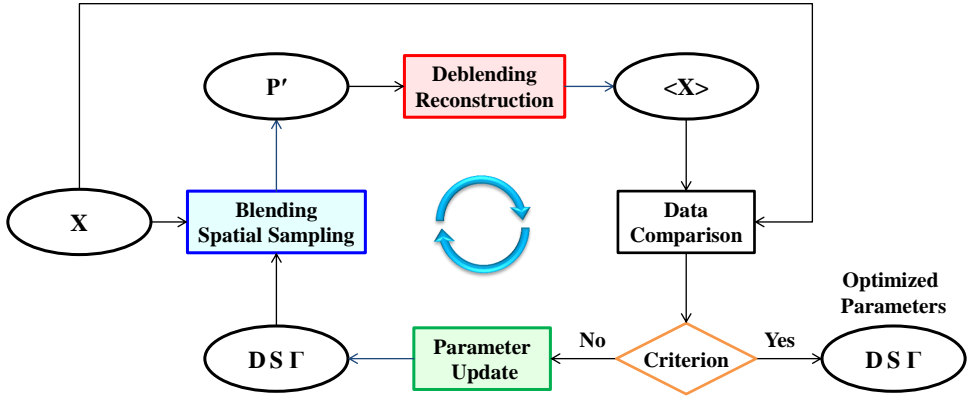 P′
Deblending
Reconstruction
<X>
X
Blending
Spatial Sampling
Data
Comparison
Optimized
Parameters
D S Γ
Parameter
Update
No
Criterion
Yes
D S Γ